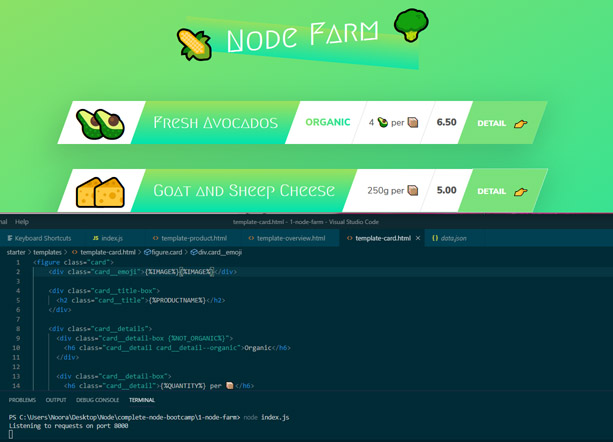 Node Farm
Fresh Avocados ORGANIC 4 🥑 per 📦 6.50 DETAIL 👉
Goat and Sheep Cheese 250g per 📦 5.00 DETAIL 👉
nal Help template-card.html - 1-node-farm - Visual Studio Code
Keyboard Shortcuts JS index.js <> template-product.html <> template-overview.html <> template-card.html × {} data.json
starter > templates > <> template-card.html > figure.card > div.card__emoji
1 <figure class="card">
2 <div class="card__emoji">{%IMAGE%}{%IMAGE%}</div>
3
4 <div class="card__title-box">
5 <h2 class="card__title">{%PRODUCTNAME%}</h2>
6 </div>
7
8 <div class="card__details">
9 <div class="card__detail-box {%NOT_ORGANIC%}">
10 <h6 class="card__detail card__detail--organic">Organic</h6>
11 </div>
12
13 <div class="card__detail-box">
14 <h6 class="card__detail">{%QUANTITY%} per 📦</h6>
PROBLEMS OUTPUT DEBUG CONSOLE TERMINAL
PS C:\Users\Noora\Desktop\Node\complete-node-bootcamp\1-node-farm> node index.js
Listening to requests on port 8000